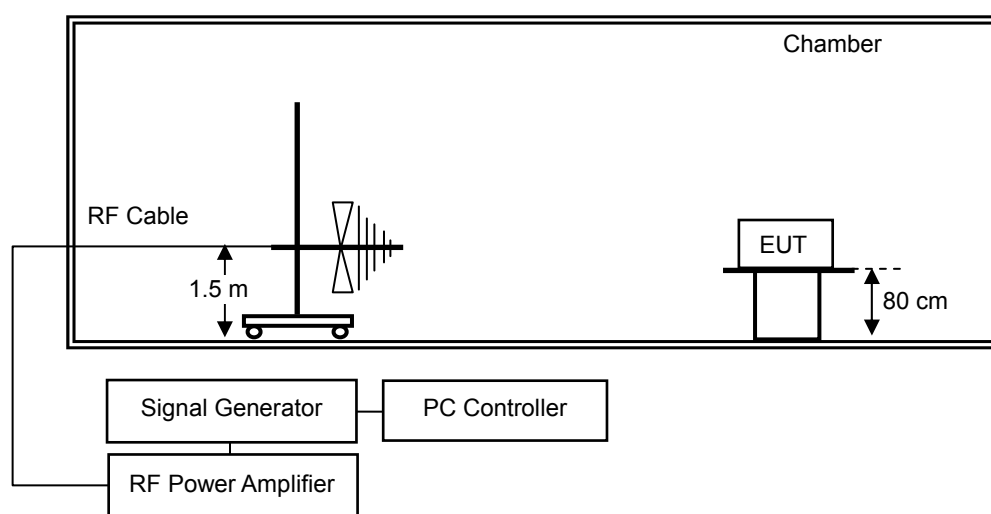 Chamber
RF Cable
EUT
1.5 m
80 cm
Signal Generator
PC Controller
RF Power Amplifier